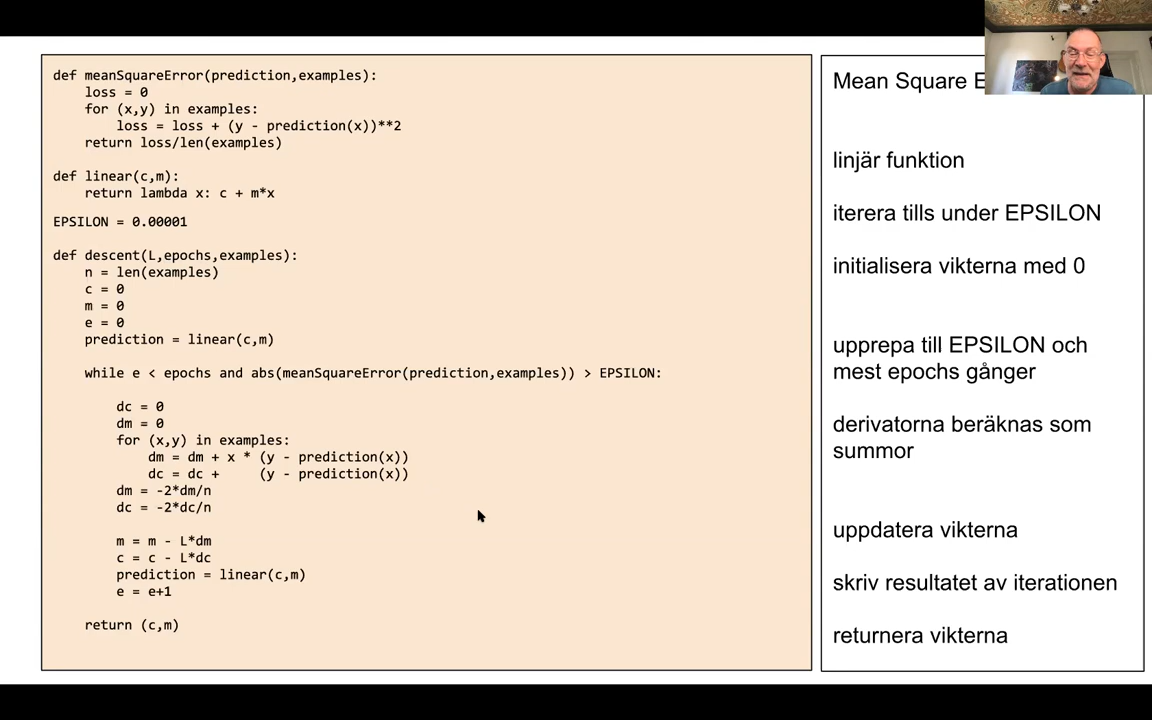 def meanSquareError(prediction,examples):
loss = 0
for (x,y) in examples:
loss = loss + (y - prediction(x))**2
return loss/len(examples)
def linear(c,m):
return lambda x: c + m*x
EPSILON = 0.00001
def descent(L,epochs,examples):
n = len(examples)
c = 0
m = 0
e = 0
prediction = linear(c,m)
while e < epochs and abs(meanSquareError(prediction,examples)) > EPSILON:
dc = 0
dm = 0
for (x,y) in examples:
dm = dm + x * (y - prediction(x))
dc = dc +     (y - prediction(x))
dm = -2*dm/n
dc = -2*dc/n
m = m - L*dm
c = c - L*dc
prediction = linear(c,m)
e = e+1
return (c,m)
Mean Square
linjär funktion
iterera tills under EPSILON
initialisera vikterna med 0
upprepa till EPSILON och
mest epochs gånger
derivatorna beräknas som
summor
uppdatera vikterna
skriv resultatet av iterationen
returnera vikterna